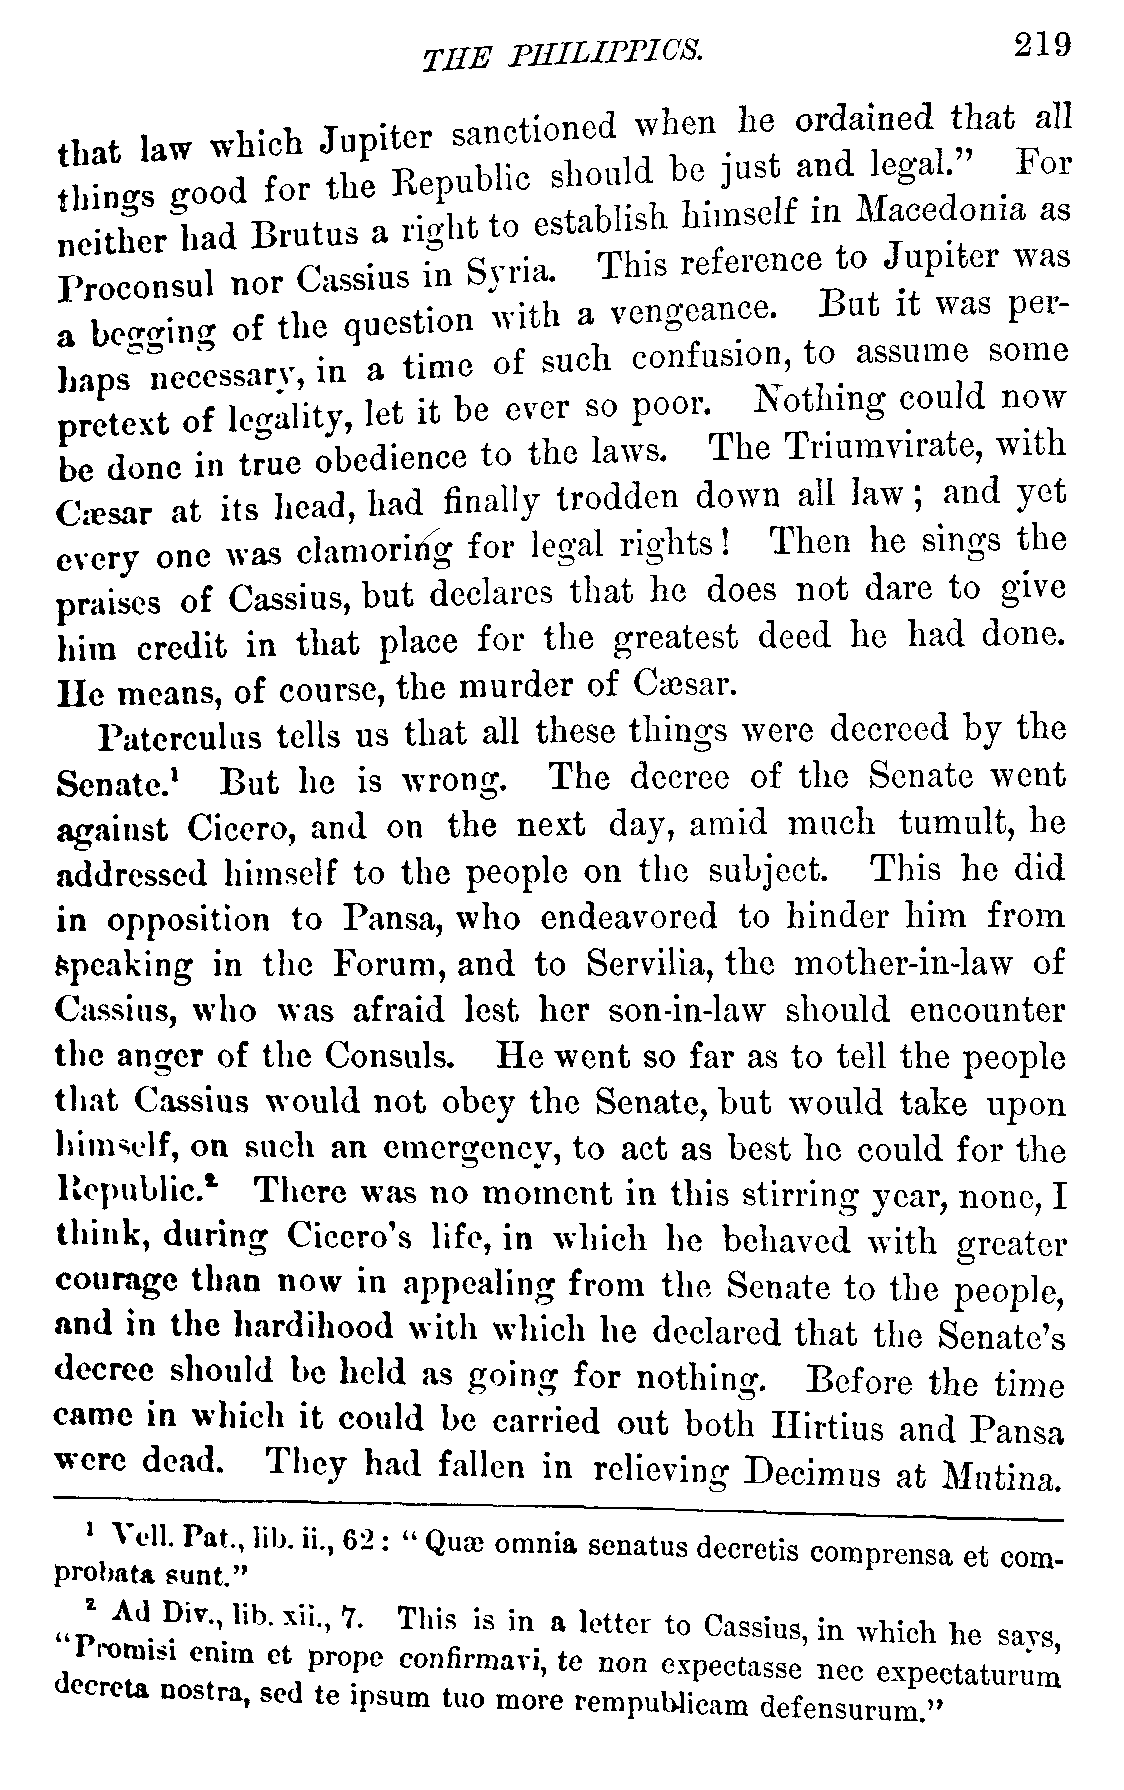 THE PHILIPPICS. 219
that law which Jupiter sanctioned when he ordained that all
things good for the Republic should be just and legal.” For
neither had Brutus a right to establish himself in Macedonia as
Proconsul nor Cassius in Syria. This reference to Jupiter was
a begging of the question with a vengeance. But it was per-
haps necessary, in a time of such confusion, to assume some
pretext of legality, let it be ever so poor. Nothing could now
be done in true obedience to the laws. The Triumvirate, with
Cæsar at its head, had finally trodden down all law; and yet
every one was clamoring for legal rights! Then he sings the
praises of Cassius, but declares that he does not dare to give
him credit in that place for the greatest deed he had done.
He means, of course, the murder of Cæsar.
Paterculus tells us that all these things were decreed by the
Senate.¹ But he is wrong. The decree of the Senate went
against Cicero, and on the next day, amid much tumult, he
addressed himself to the people on the subject. This he did
in opposition to Pansa, who endeavored to hinder him from
speaking in the Forum, and to Servilia, the mother-in-law of
Cassius, who was afraid lest her son-in-law should encounter
the anger of the Consuls. He went so far as to tell the people
that Cassius would not obey the Senate, but would take upon
himself, on such an emergency, to act as best he could for the
Republic.² There was no moment in this stirring year, none, I
think, during Cicero’s life, in which he behaved with greater
courage than now in appealing from the Senate to the people,
and in the hardihood with which he declared that the Senate’s
decree should be held as going for nothing. Before the time
came in which it could be carried out both Hirtius and Pansa
were dead. They had fallen in relieving Decimus at Mutina.
¹ Vell. Pat., lib. ii., 62: “Quæ omnia senatus decretis comprensa et com-
probata sunt.”
² Ad Div., lib. xii., 7. This is in a letter to Cassius, in which he says,
“Promisi enim et prope confirmavi, te non expectasse nec expectaturum
decreta nostra, sed te ipsum tuo more rempublicam defensurum.”